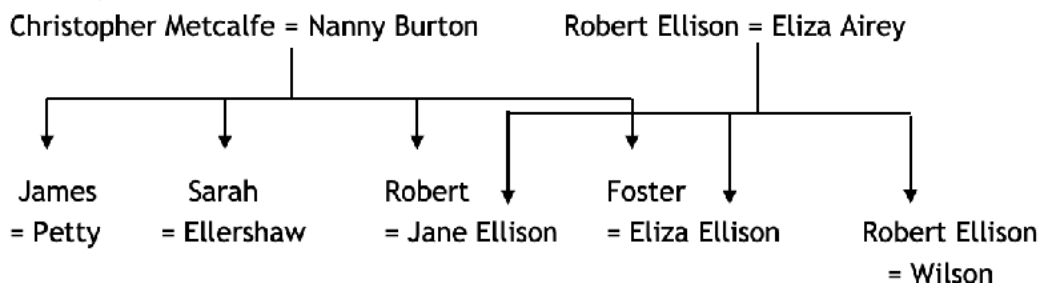 Christopher Metcalfe = Nanny Burton Robert Ellison = Eliza Airey
James Sarah Robert Foster
= Petty = Ellershaw = Jane Ellison = Eliza Ellison Robert Ellison
= Wilson